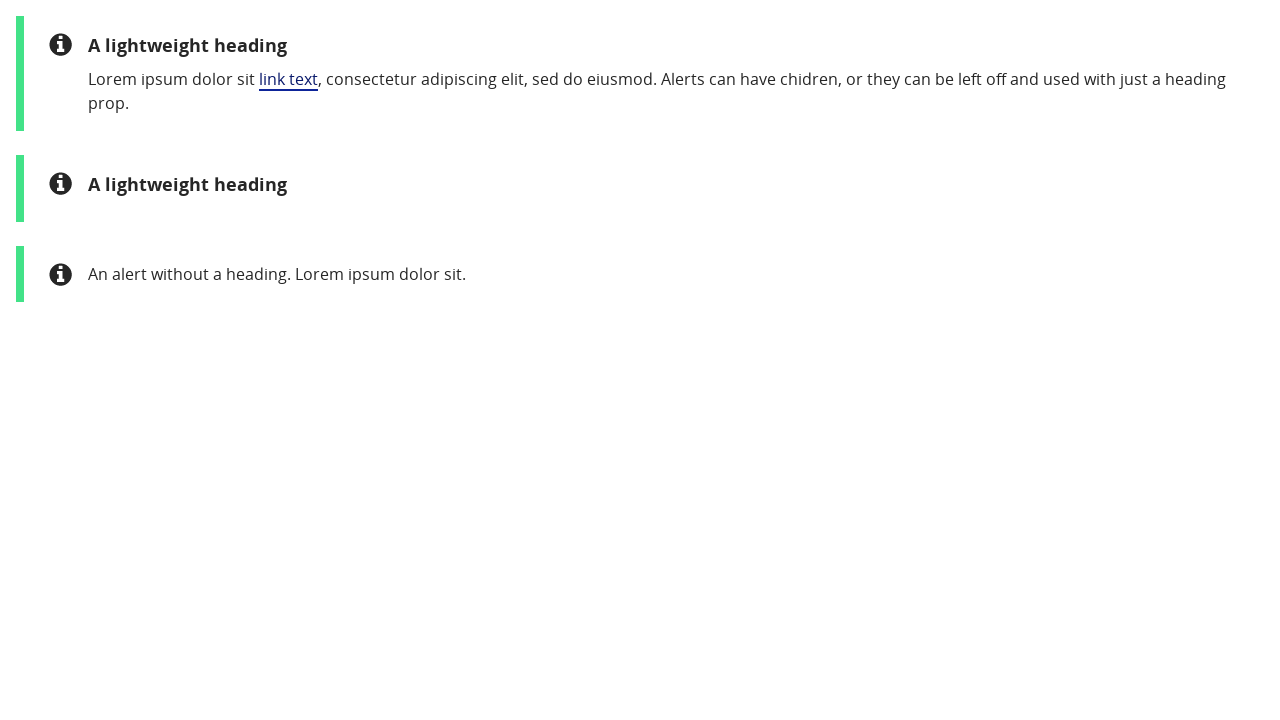 A lightweight heading
Lorem ipsum dolor sit link text, consectetur adipiscing elit, sed do eiusmod. Alerts can have chidren, or they can be left off and used with just a heading
prop.
A lightweight heading
An alert without a heading. Lorem ipsum dolor sit.